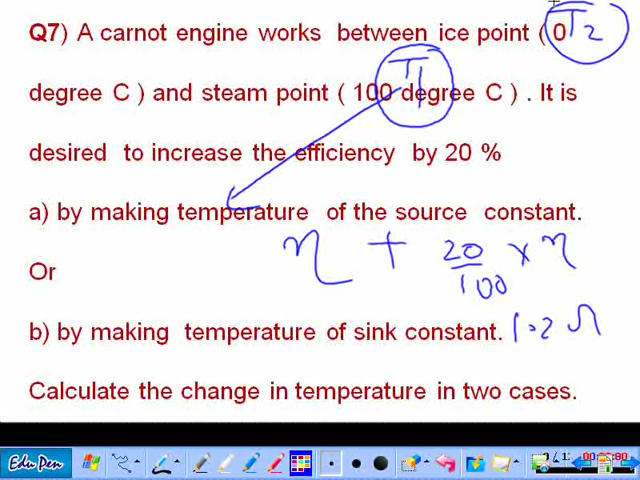 Q7) A carnot engine works between ice point ( 0 T2
degree C ) and steam point ( 100 degree C ) . It is
T1
desired to increase the efficiency by 20 %
a) by making temperature of the source constant.
η + 20/100 × η
Or
b) by making temperature of sink constant. 1.2 η
Calculate the change in temperature in two cases.
Edu Pen